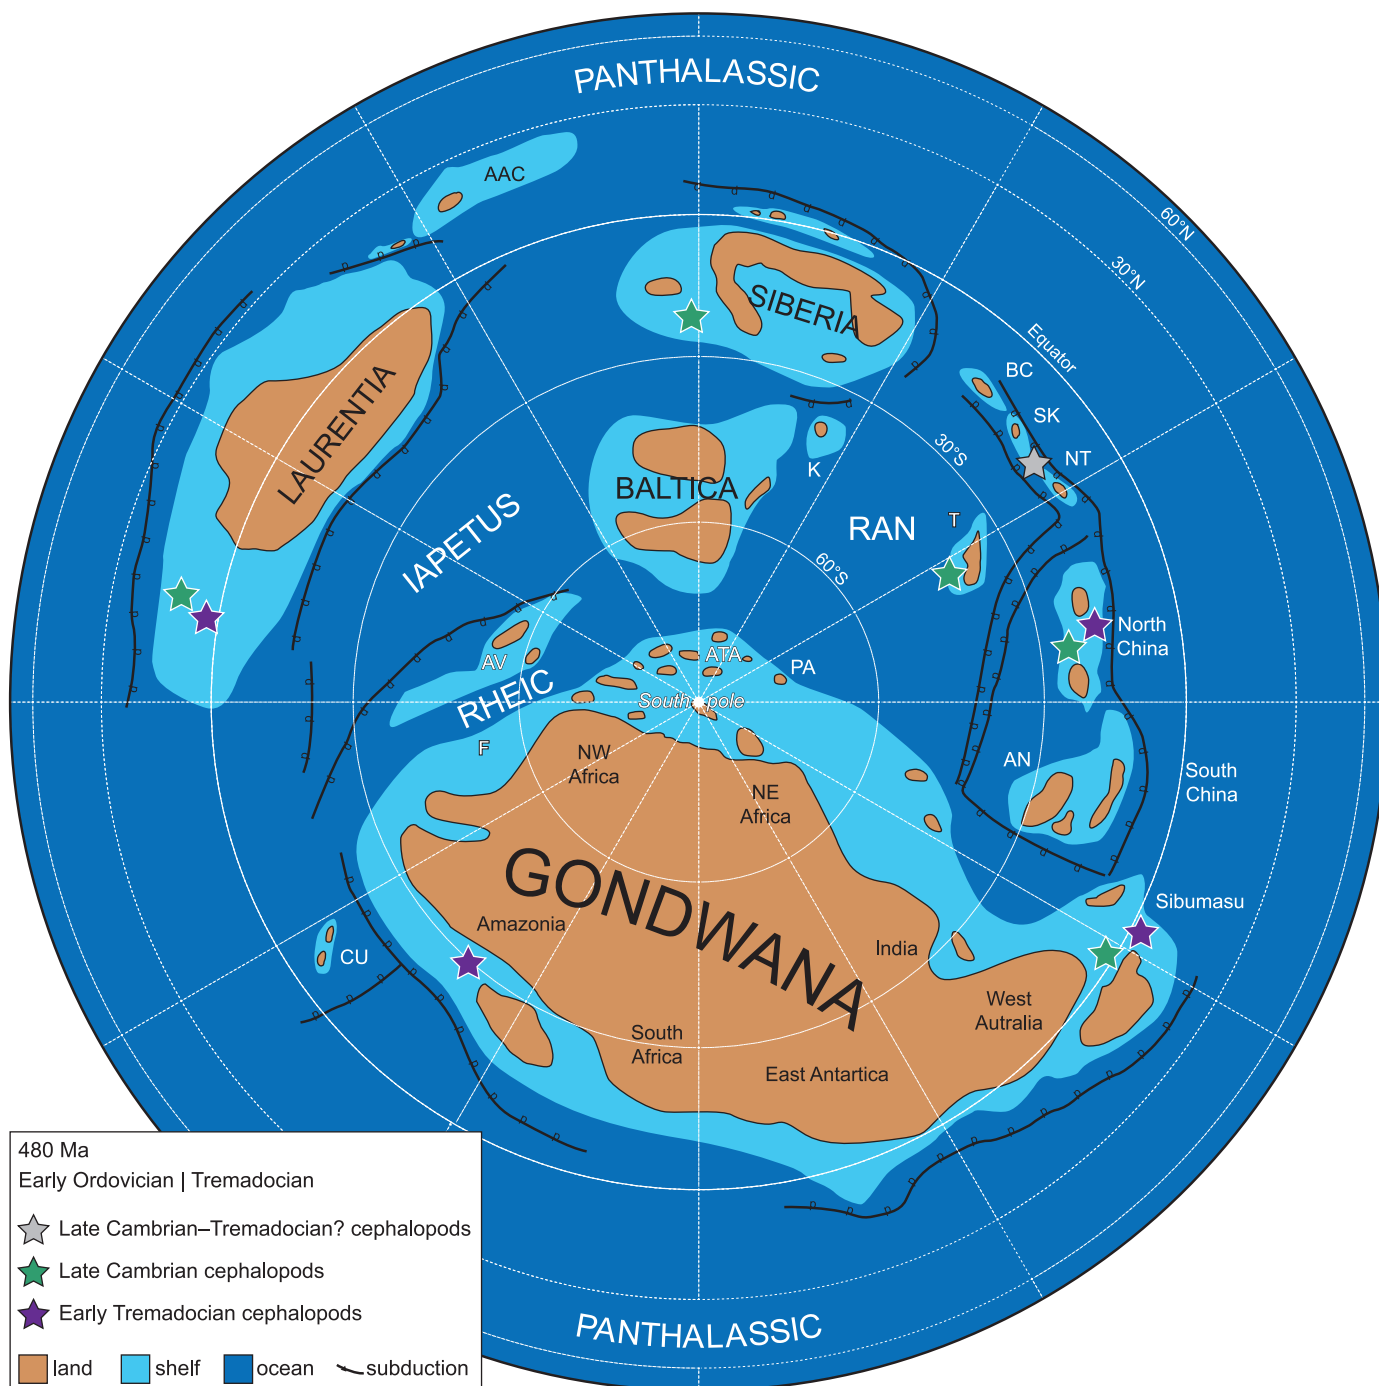 PANTHALASSIC
AAC
60°N
30°N
SIBERIA
Equator
BC
LAURENTIA
SK
30°S
NT
K
BALTICA
IAPETUS
RAN
T
60°S
North
China
ATA
AV
PA
RHEIC
South pole
F
NW
Africa
AN
South
China
NE
Africa
GONDWANA
Sibumasu
Amazonia
India
CU
West
Autralia
South
Africa
East Antartica
480 Ma
Early Ordovician | Tremadocian
Late Cambrian–Tremadocian? cephalopods
Late Cambrian cephalopods
Early Tremadocian cephalopods
land
shelf
ocean
subduction
PANTHALASSIC